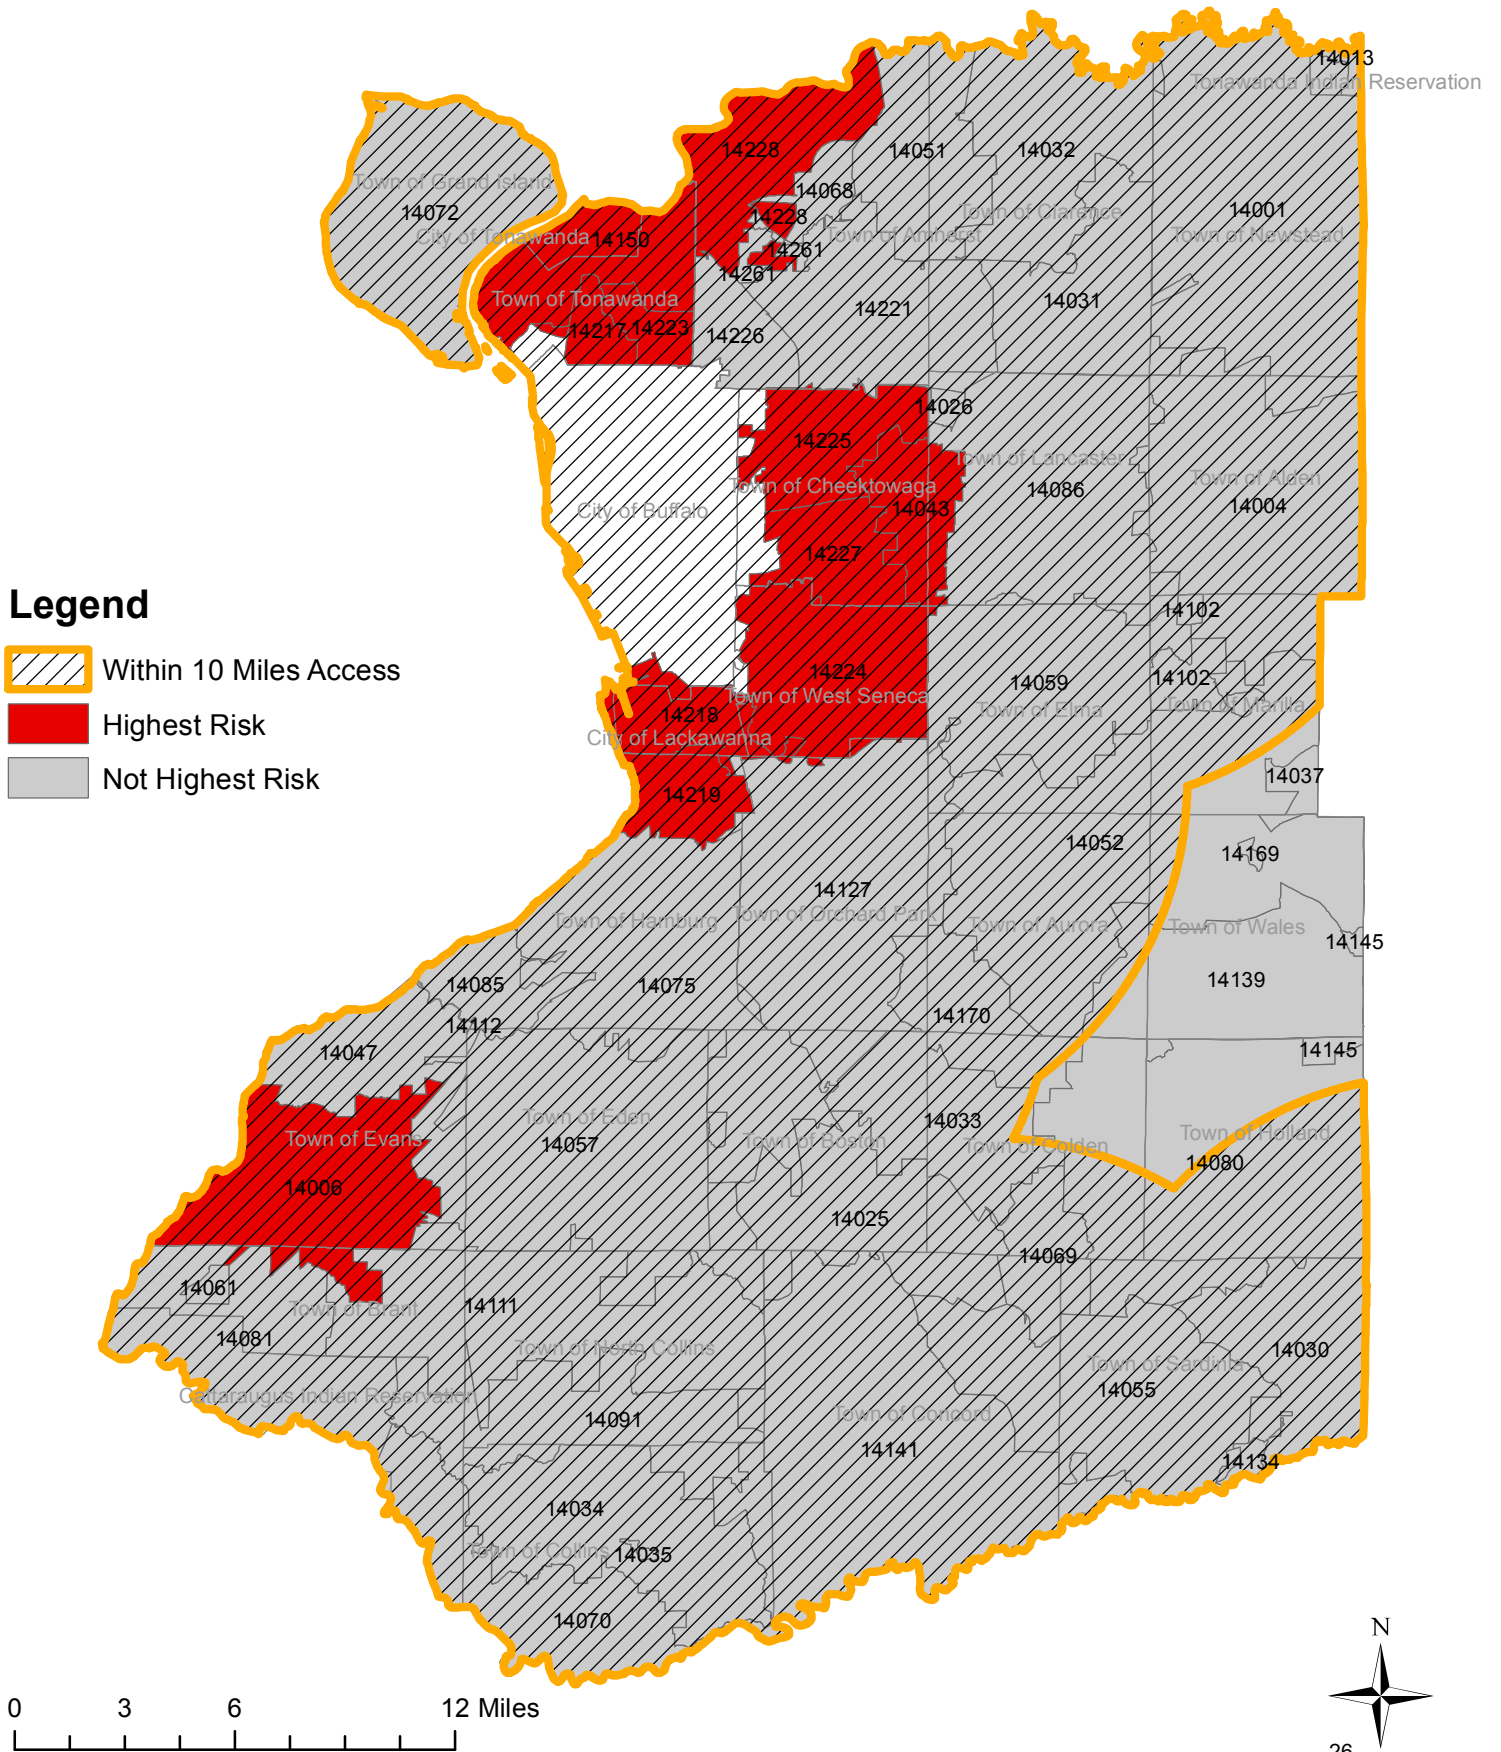 14013
Tonawanda Indian Reservation
14228
14051
14032
Town of Grand Island
14068
14072
14228
Town of Clarence
14001
City of Tonawanda
14150
Town of Amherst
Town of Newstead
14261
14261
Town of Tonawanda
14031
14221
14217
14223
14226
14026
14225
Town of Lancaster
Town of Alden
Town of Cheektowaga
14086
14004
City of Buffalo
14043
14227
Legend
Within 10 Miles Access
Highest Risk
Not Highest Risk
14102
14224
14059
14102
Town of West Seneca
Town of Elma
Town of Marilla
14218
City of Lackawanna
14037
14219
14052
14169
14127
Town of Hamburg
Town of Orchard Park
Town of Aurora
Town of Wales
14145
14085
14075
14139
14112
14170
14047
14145
Town of Eden
14033
Town of Evans
14057
Town of Boston
Town of Colden
Town of Holland
14080
14006
14025
14069
14061
Town of Brant
14111
14081
Town of North Collins
14030
Town of Sardinia
Cattaraugus Indian Reservation
14055
14091
Town of Concord
14141
14134
14034
Town of Collins
14035
14070
N
0 3 6 12 Miles
26